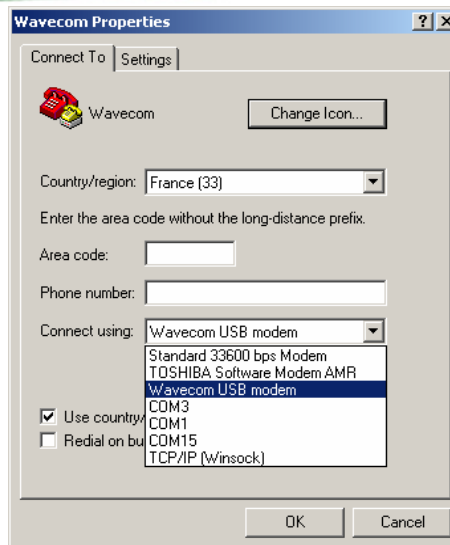 Wavecom Properties
Connect To Settings
Wavecom Change Icon...
Country/region: France (33)
Enter the area code without the long-distance prefix.
Area code:
Phone number:
Connect using: Wavecom USB modem
Standard 33600 bps Modem
TOSHIBA Software Modem AMR
Wavecom USB modem
COM3
Use country/
COM1
Redial on bu
COM15
TCP/IP (Winsock)
OK Cancel